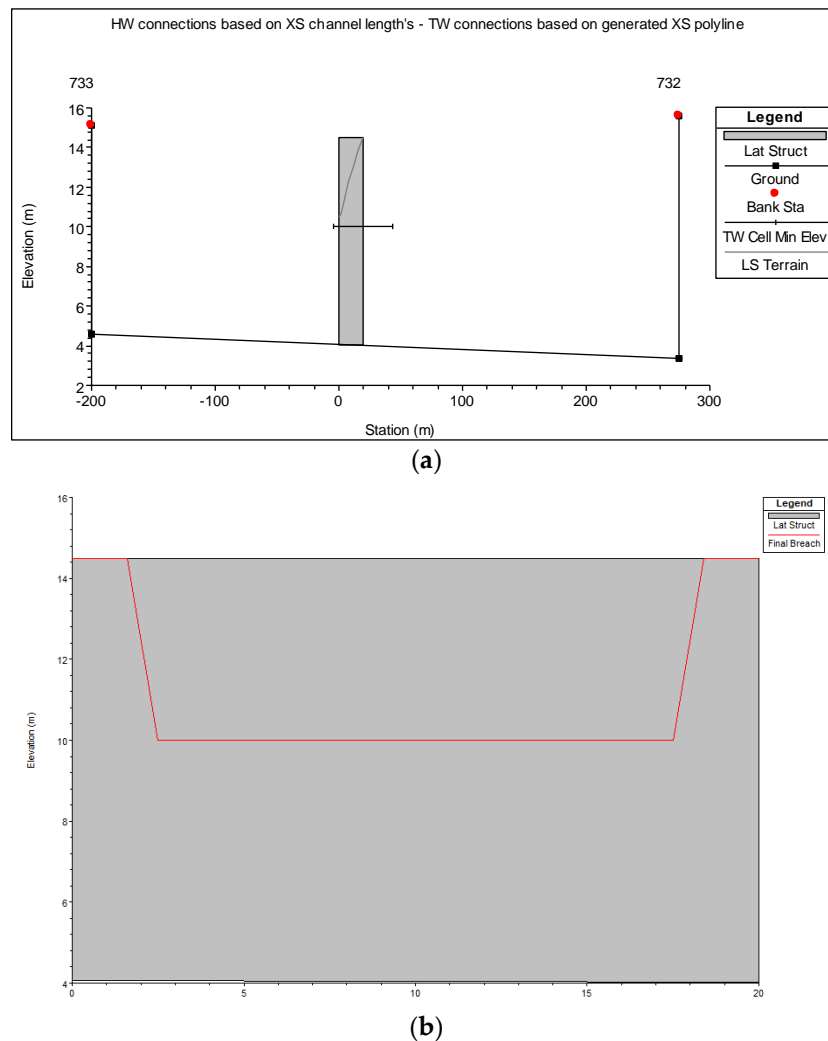 HW connections based on XS channel length's - TW connections based on generated XS polyline
733
732
16
14
12
10
8
6
4
2
Elevation (m)
-200
-100
0
100
200
300
Station (m)
Legend
Lat Struct
Ground
Bank Sta
TW Cell Min Elev
LS Terrain
(a)
16
14
12
10
8
6
4
Elevation (m)
0
5
10
15
20
Legend
Lat Struct
Final Breach
(b)